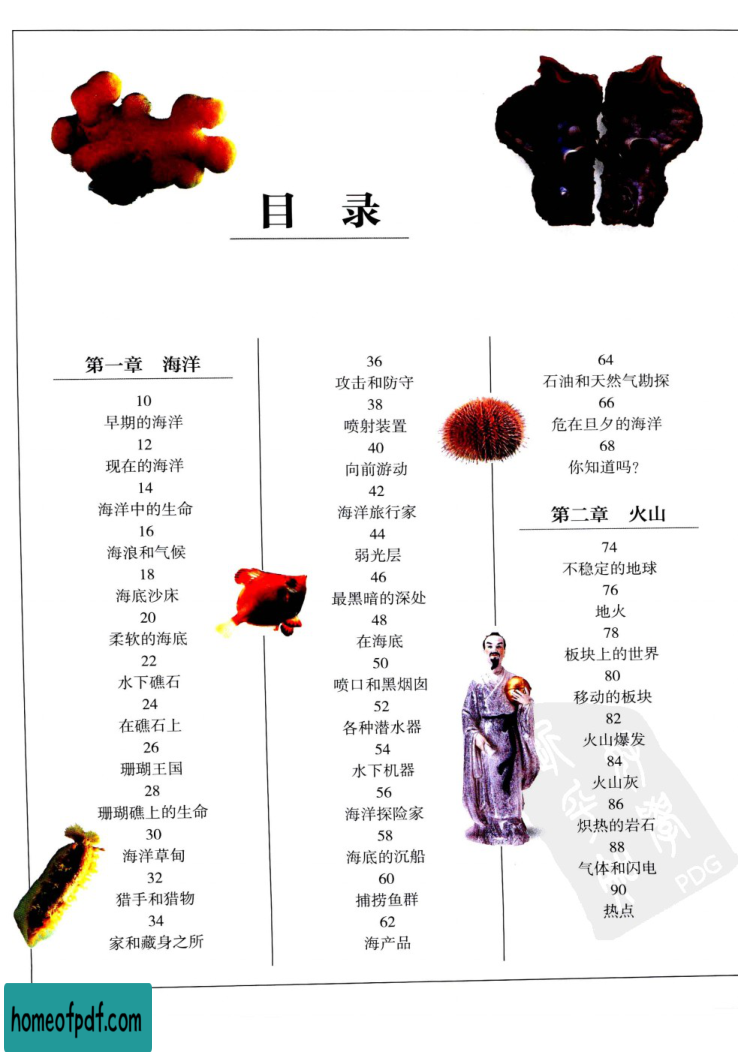 目 录
第一章 海洋
10
早期的海洋
12
现在的海洋
14
海洋中的生命
16
海浪和气候
18
海底沙床
20
柔软的海底
22
水下礁石
24
在礁石上
26
珊瑚王国
28
珊瑚礁上的生命
30
海洋草甸
32
猎手和猎物
34
家和藏身之所
36
攻击和防守
38
喷射装置
40
向前游动
42
海洋旅行家
44
弱光层
46
最黑暗的深处
48
在海底
50
喷口和黑烟囱
52
各种潜水器
54
水下机器
56
海洋探险家
58
海底的沉船
60
捕捞鱼群
62
海产品
64
石油和天然气勘探
66
危在旦夕的海洋
68
你知道吗?
第二章 火山
74
不稳定的地球
76
地火
78
板块上的世界
80
移动的板块
82
火山爆发
84
火山灰
86
炽热的岩石
88
气体和闪电
90
热点
PDG
homeofpdf.com